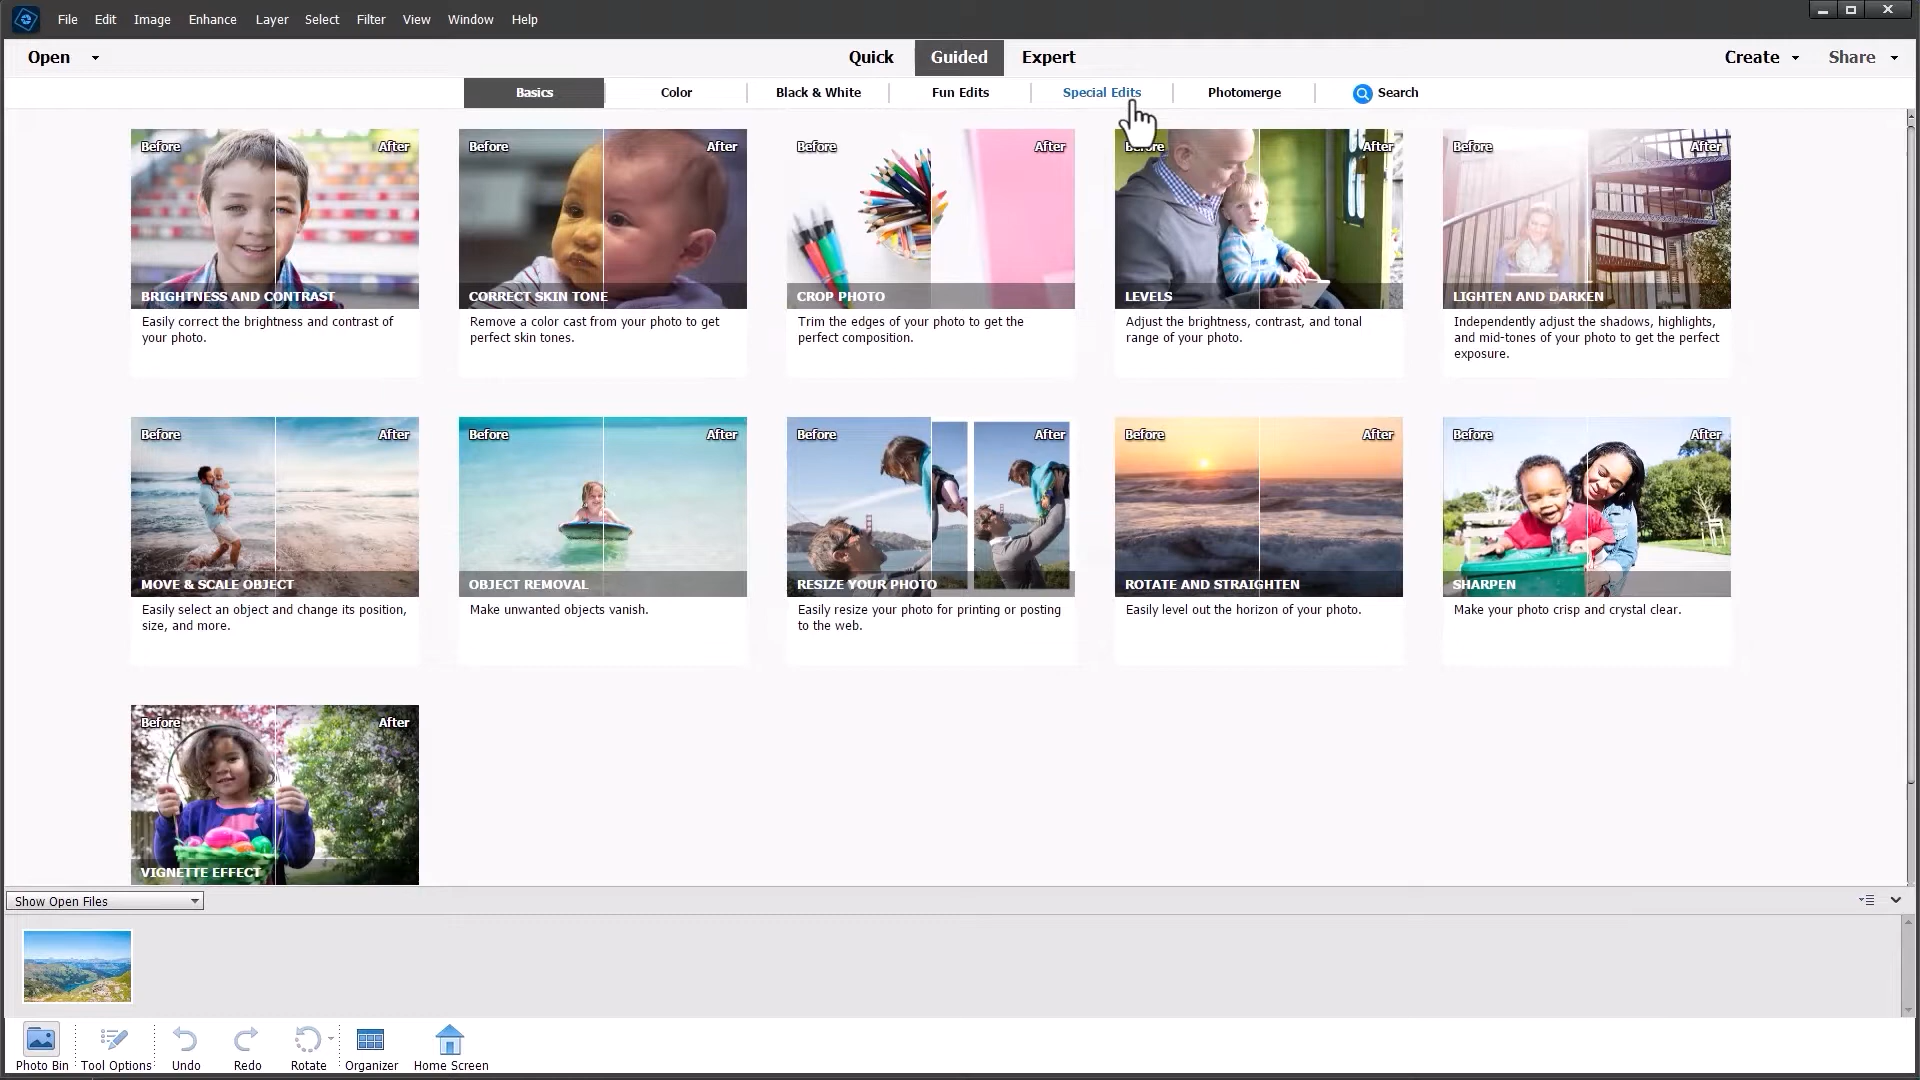 File Edit Image Enhance Layer Select Filter View Window Help
Open Quick Guided Expert Create Share
Basics Color Black & White Fun Edits Special Edits Photomerge Search
Before After Before After Before After Before After Before After
BRIGHTNESS AND CONTRAST CORRECT SKIN TONE CROP PHOTO LEVELS LIGHTEN AND DARKEN
Easily correct the brightness and contrast of
your photo.
Remove a color cast from your photo to get
perfect skin tones.
Trim the edges of your photo to get the
perfect composition.
Adjust the brightness, contrast, and tonal
range of your photo.
Independently adjust the shadows, highlights,
and mid-tones of your photo to get the perfect
exposure.
Before After Before After Before After Before After Before After
MOVE & SCALE OBJECT OBJECT REMOVAL RESIZE YOUR PHOTO ROTATE AND STRAIGHTEN SHARPEN
Easily select an object and change its position,
size, and more.
Make unwanted objects vanish.
Easily resize your photo for printing or posting
to the web.
Easily level out the horizon of your photo.
Make your photo crisp and crystal clear.
Before After
VIGNETTE EFFECT
Show Open Files
Photo Bin Tool Options Undo Redo Rotate Organizer Home Screen